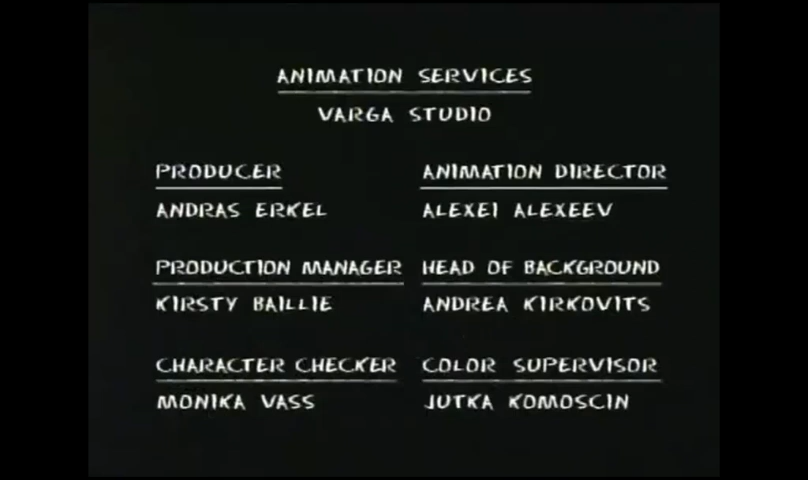 ANIMATION SERVICES
VARGA STUDIO
PRODUCER
ANDRAS ERKEL
ANIMATION DIRECTOR
ALEXEI ALEXEEV
PRODUCTION MANAGER
KIRSTY BAILLIE
HEAD OF BACKGROUND
ANDREA KIRKOVITS
CHARACTER CHECKER
MONIKA VASS
COLOR SUPERVISOR
JUTKA KOMOSCIN